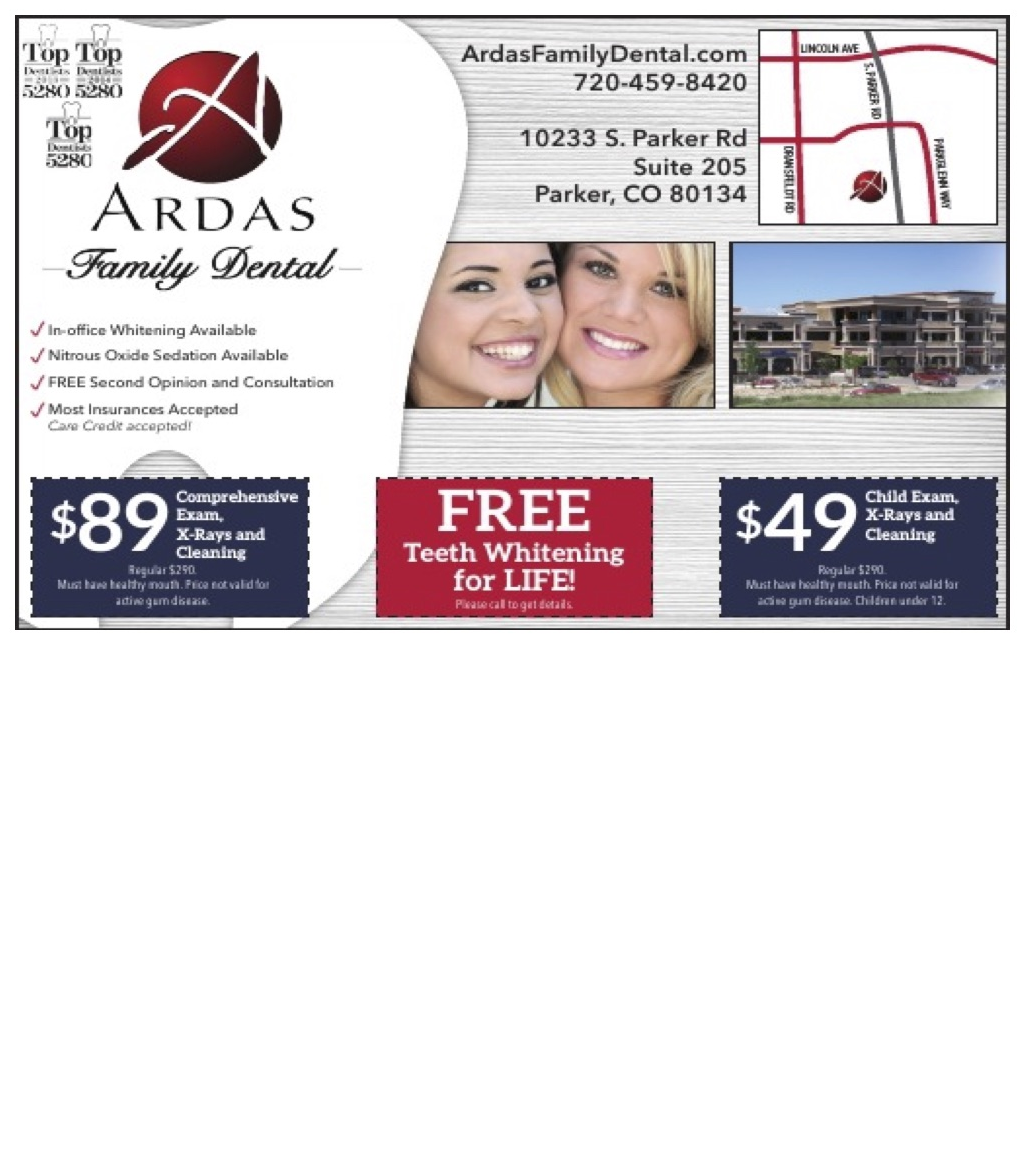 Top Top
Dentists Dentists
2013 2014
5280 5280
Top
Dentists
5280
ARDAS
Family Dental
In-office Whitening Available
Nitrous Oxide Sedation Available
FREE Second Opinion and Consultation
Most Insurances Accepted
Care Credit accepted!
ArdasFamilyDental.com
720-459-8420
10233 S. Parker Rd
Suite 205
Parker, CO 80134
LINCOLN AVE
S. PARKER RD
DRANSFELDT RD
PARKGLENN WAY
$89
Comprehensive
Exam,
X-Rays and
Cleaning
Regular $290.
Must have healthy mouth. Price not valid for
active gum disease.
FREE
Teeth Whitening
for LIFE!
Please call to get details.
$49
Child Exam,
X-Rays and
Cleaning
Regular $290.
Must have healthy mouth. Price not valid for
active gum disease. Children under 12.